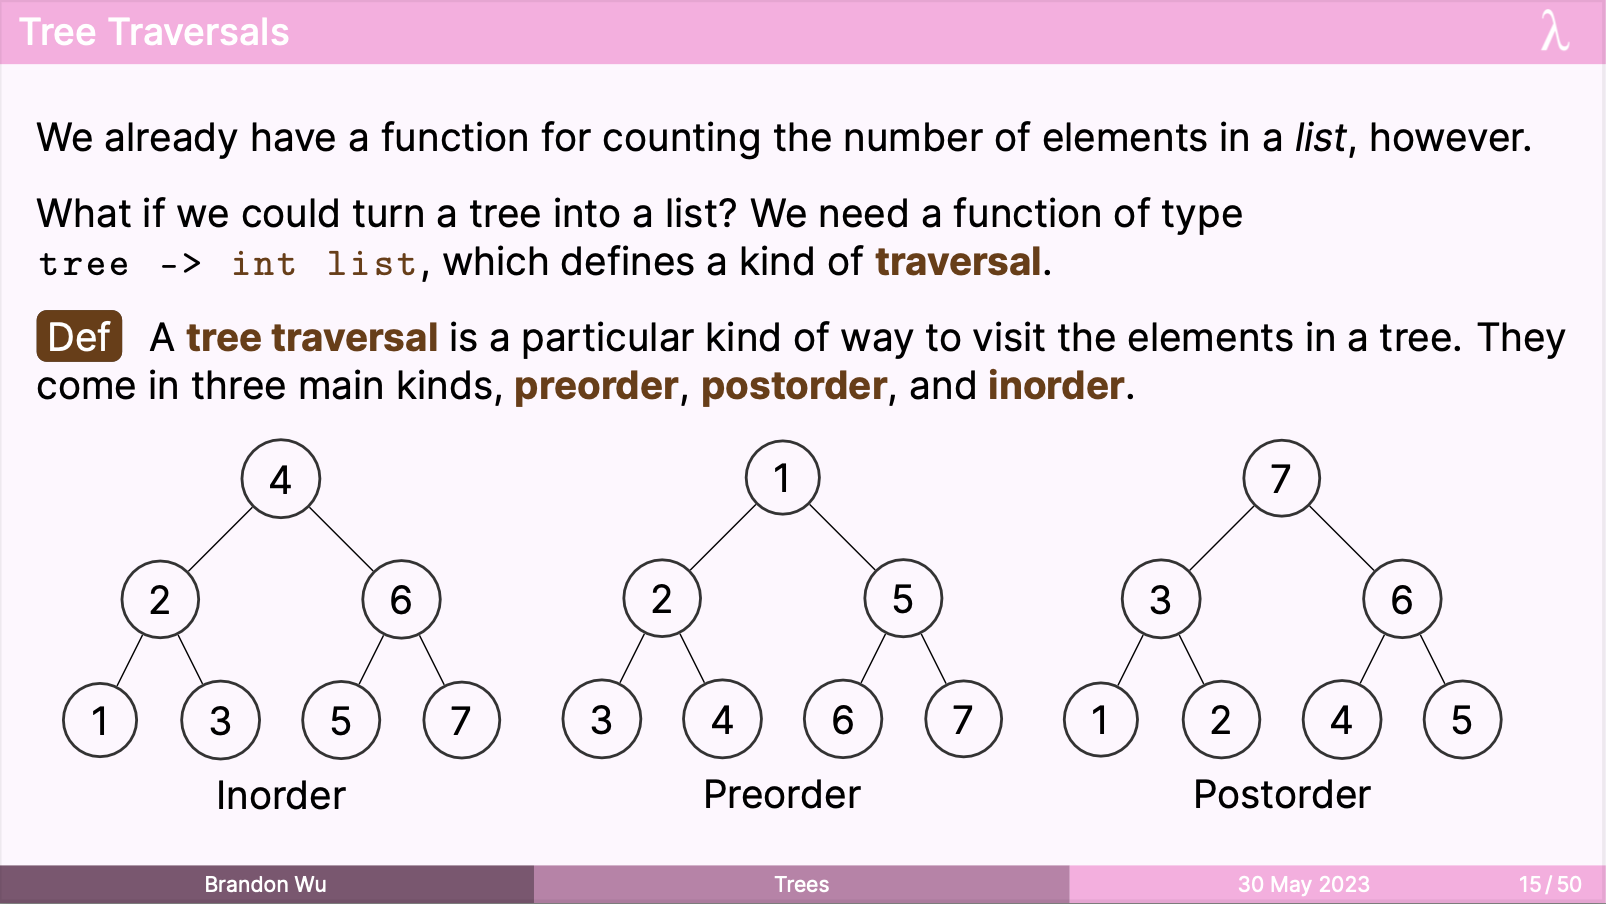 Tree Traversals λ
We already have a function for counting the number of elements in a list, however.
What if we could turn a tree into a list? We need a function of type
tree -> int list, which defines a kind of traversal.
Def A tree traversal is a particular kind of way to visit the elements in a tree. They
come in three main kinds, preorder, postorder, and inorder.
4 1 7
2 6 2 5 3 6
1 3 5 7 3 4 6 7 1 2 4 5
Inorder Preorder Postorder
Brandon Wu Trees 30 May 2023 15/50